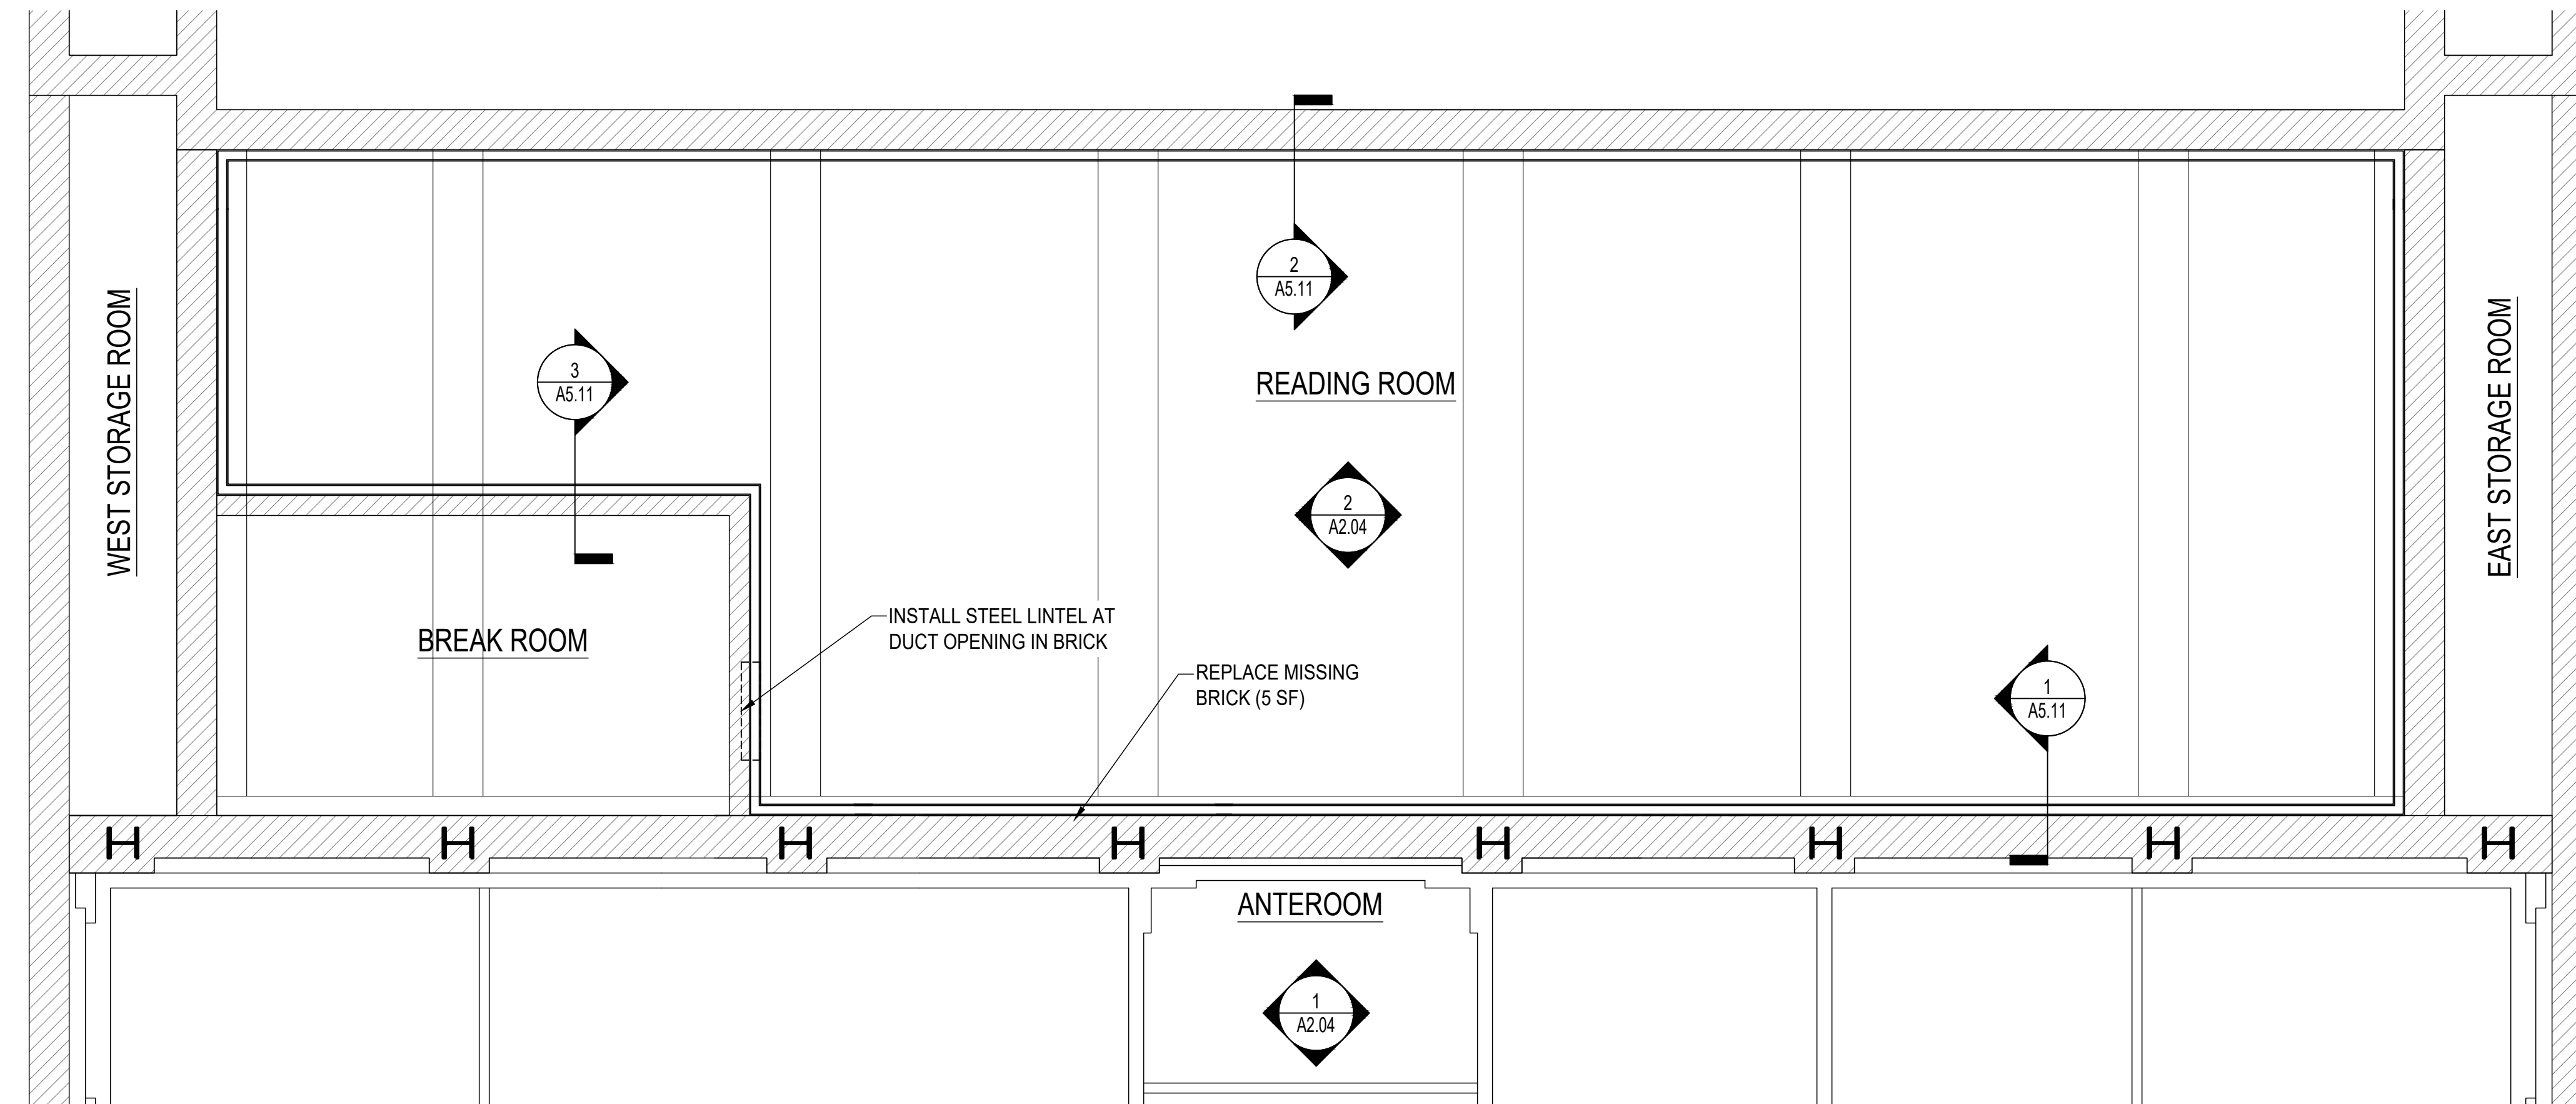 2
A5.11
3
A5.11
READING ROOM
WEST STORAGE ROOM
EAST STORAGE ROOM
2
A2.04
BREAK ROOM
INSTALL STEEL LINTEL AT
DUCT OPENING IN BRICK
REPLACE MISSING
BRICK (5 SF)
1
A5.11
ANTEROOM
1
A2.04